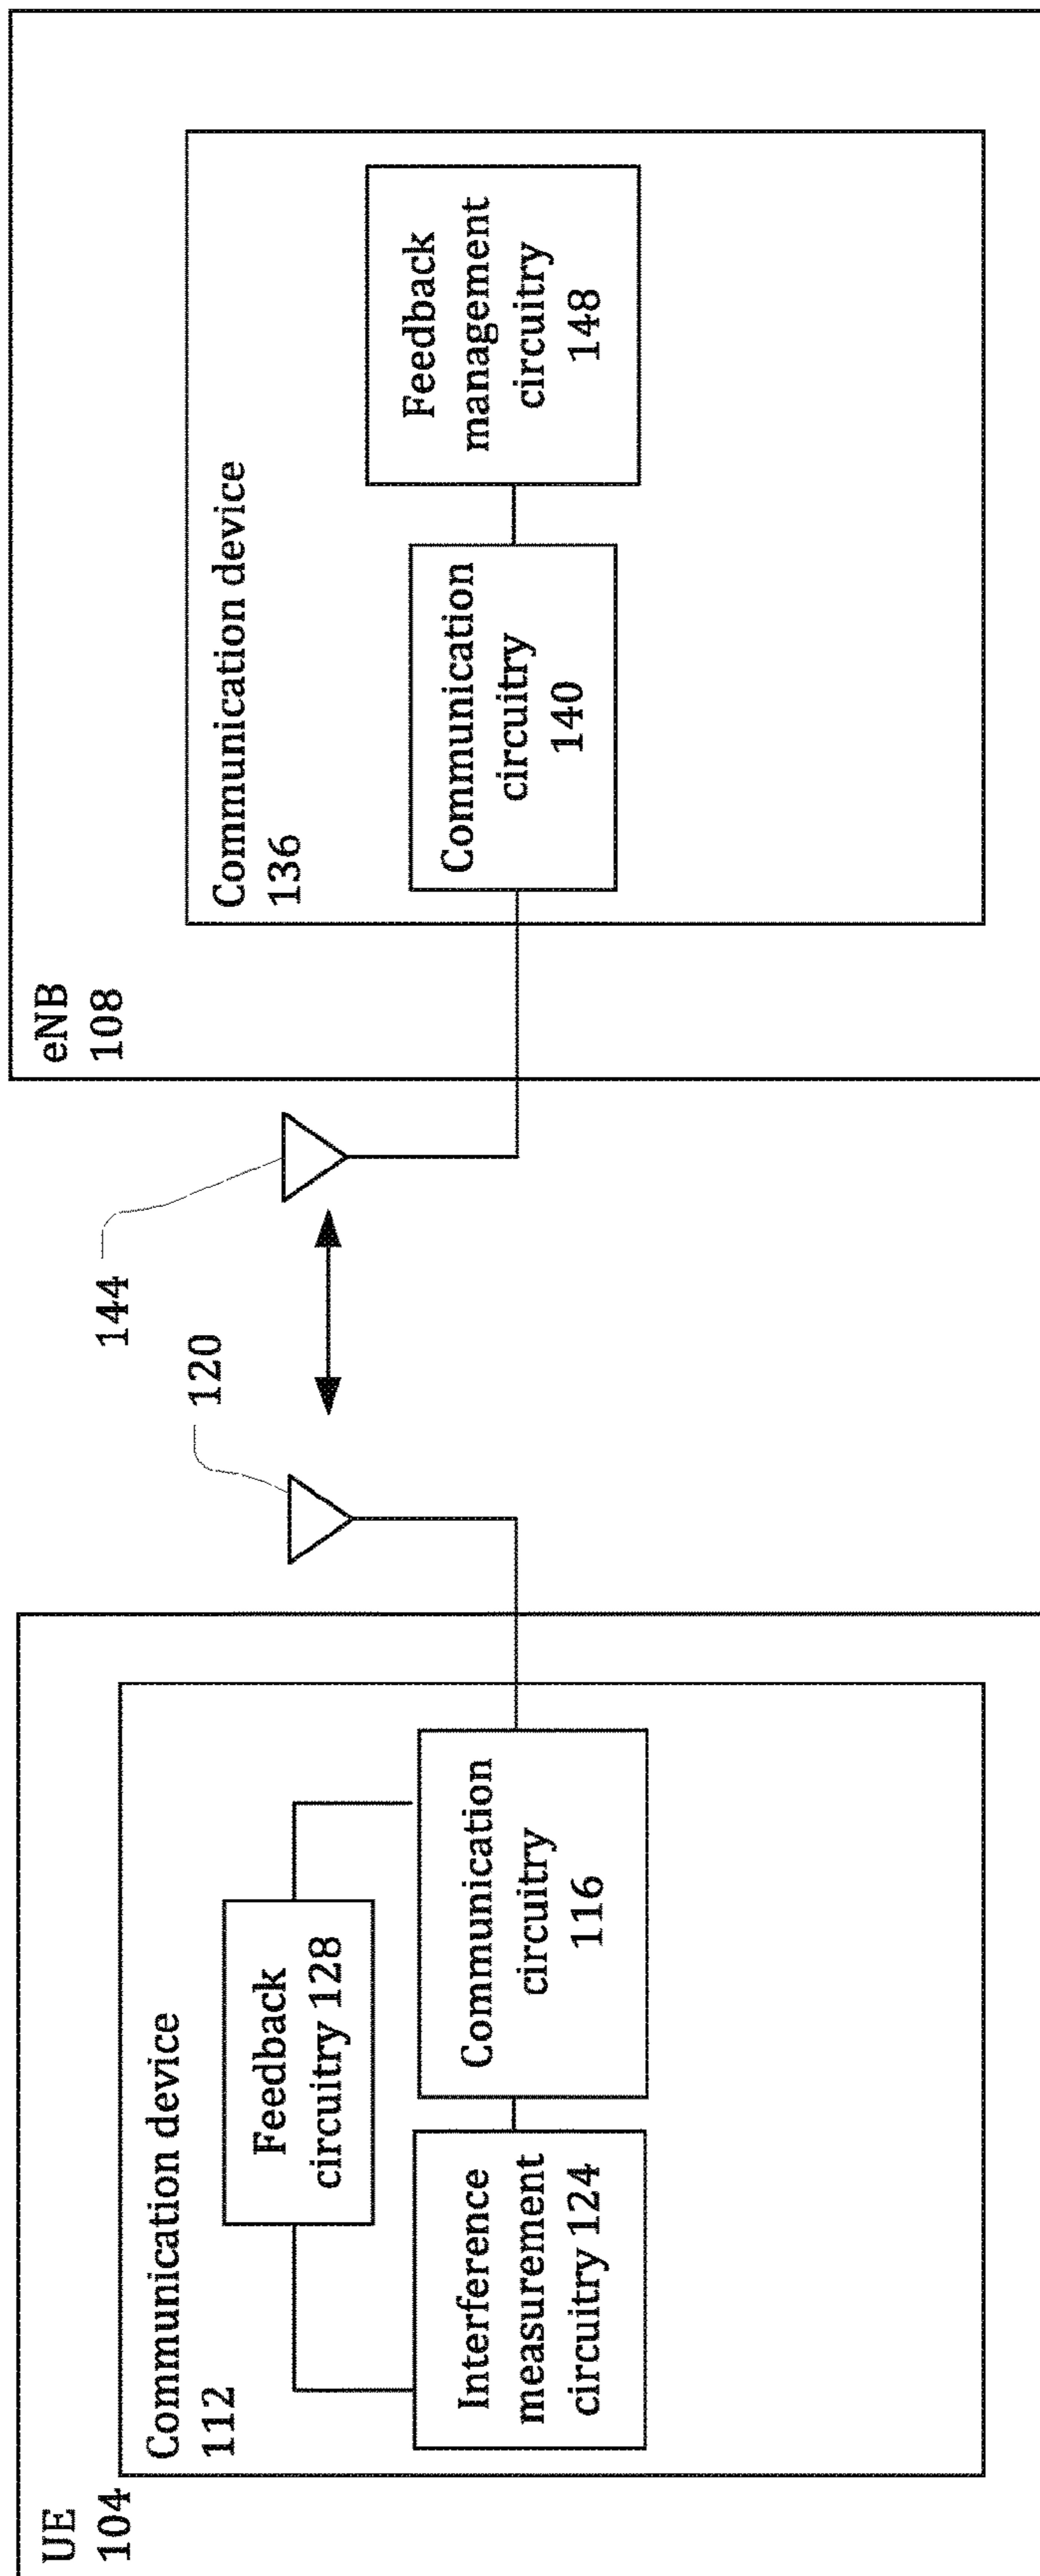 UE
104
Communication device
112
Feedback
circuitry 128
Interference
measurement
circuitry 124
Communication
circuitry
116
120
144
eNB
108
Communication device
136
Communication
circuitry
140
Feedback
management
circuitry
148